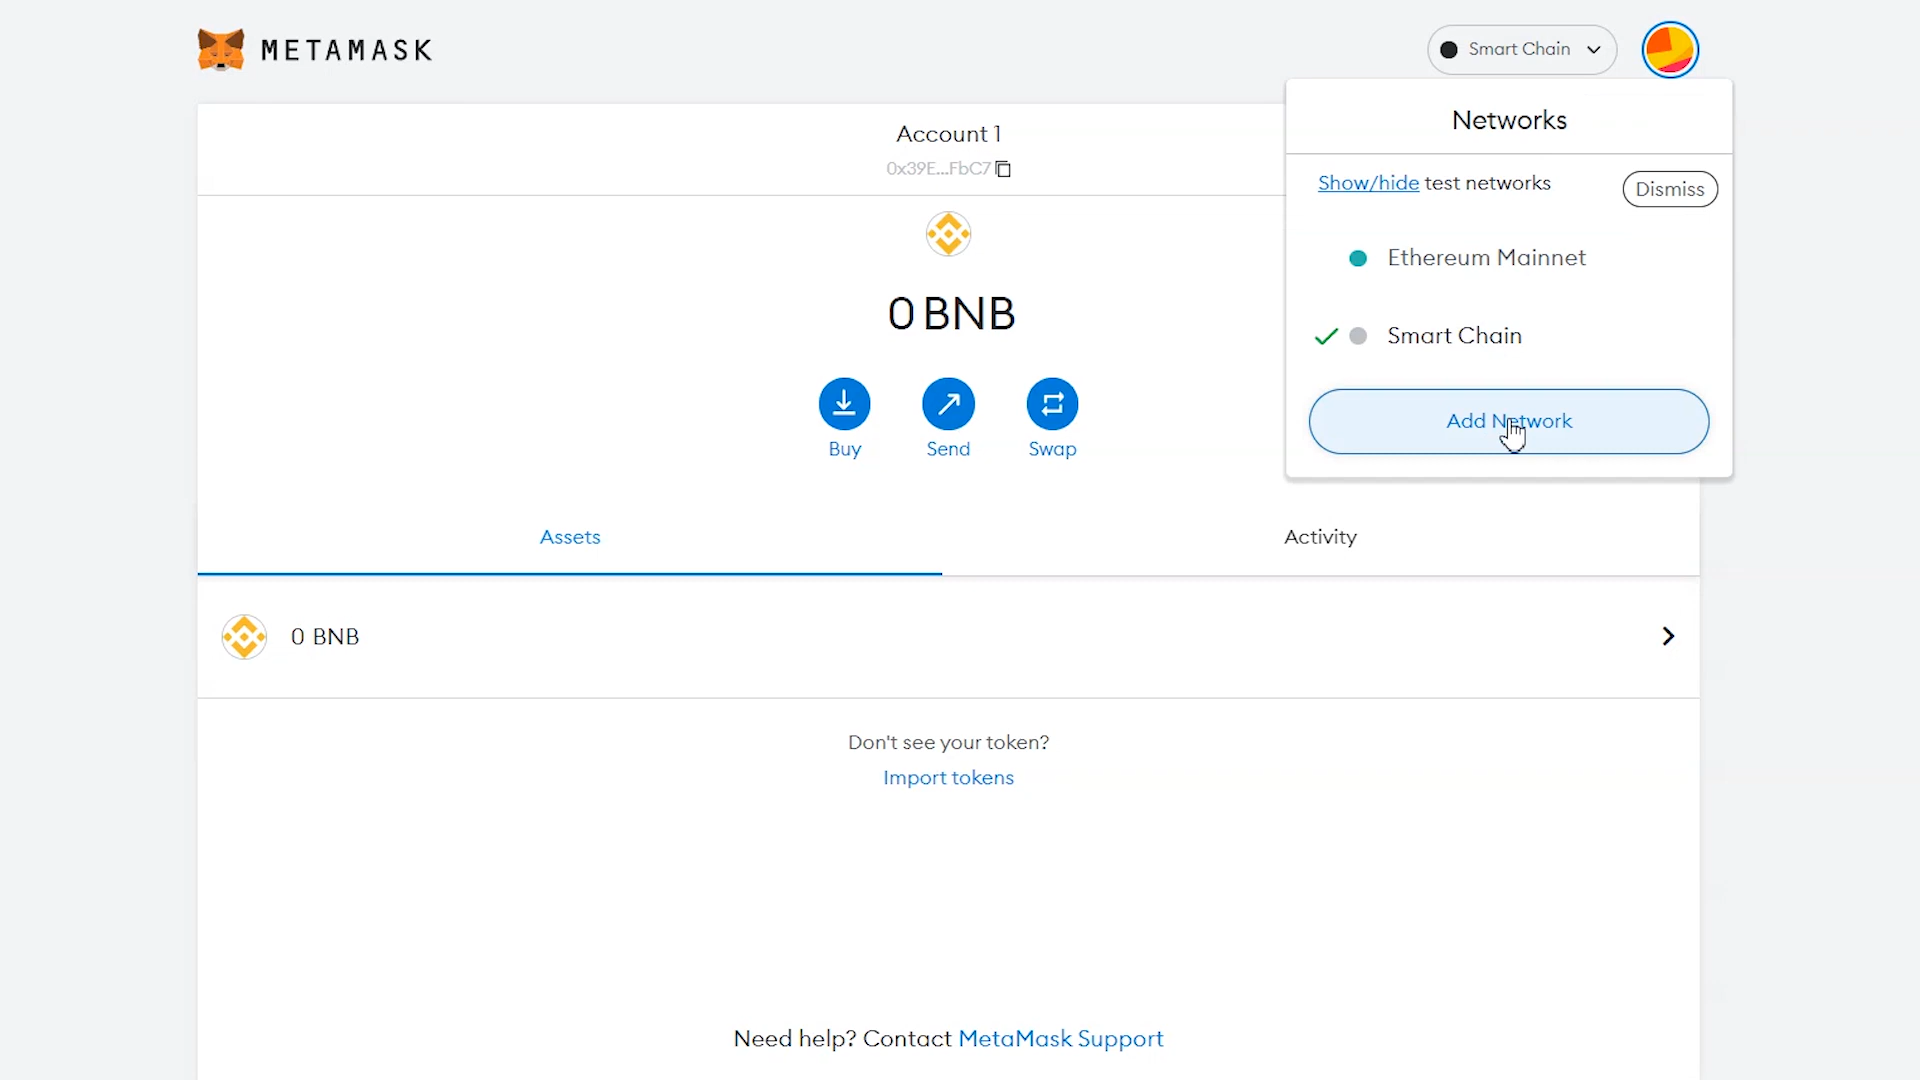 METAMASK
Smart Chain
Networks
Show/hide test networks
Dismiss
Ethereum Mainnet
Smart Chain
Add Network
Account 1
0x39E...FbC7
0 BNB
Buy
Send
Swap
Assets
Activity
0 BNB
Don't see your token?
Import tokens
Need help? Contact MetaMask Support